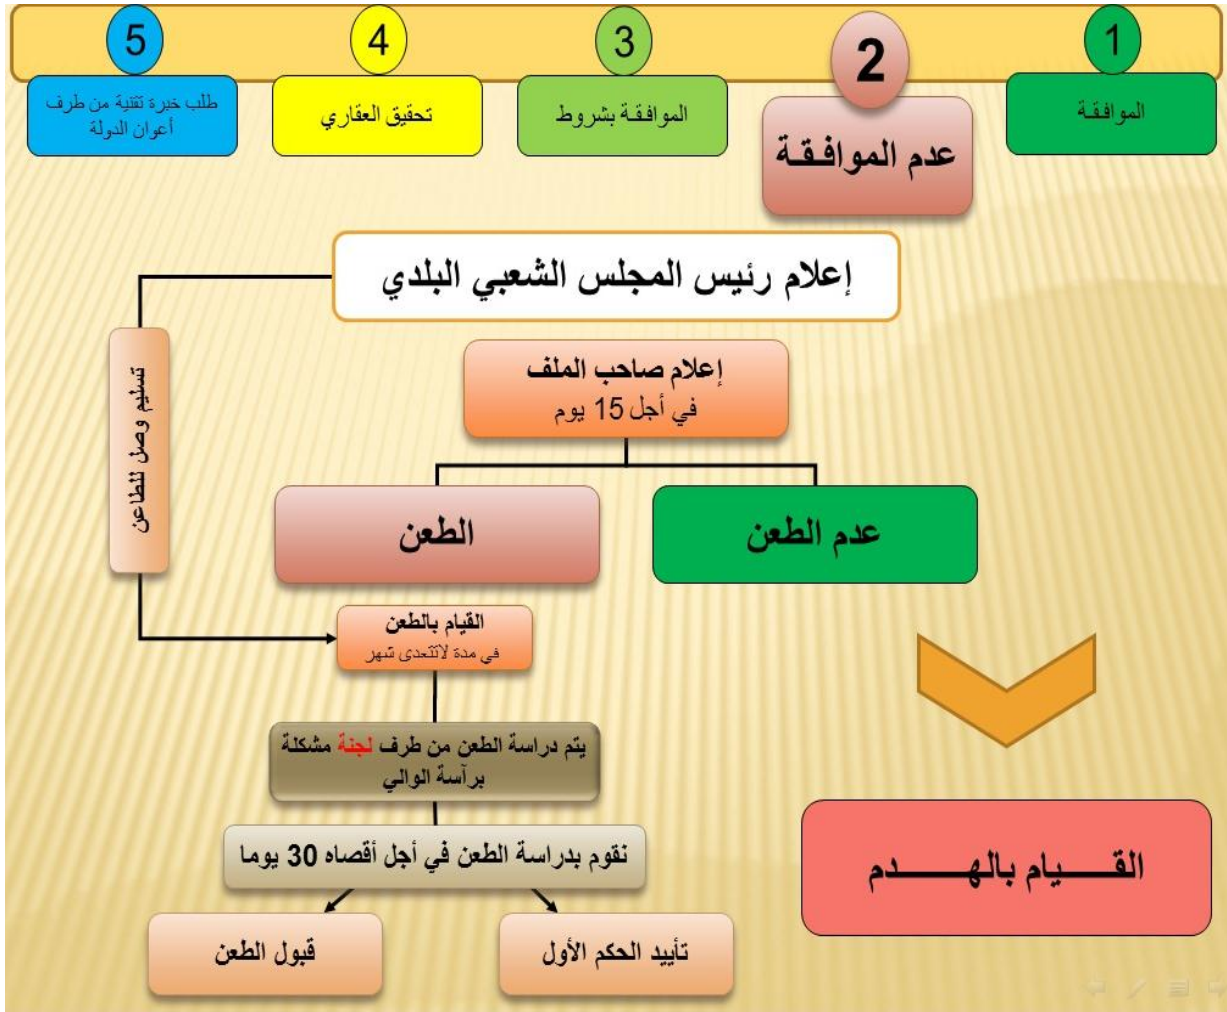 1
الموافقة
2
عدم الموافقة
3
الموافقة بشروط
4
تحقيق العقاري
5
طلب خبرة تقنية من طرف
أعوان الدولة
إعلام رئيس المجلس الشعبي البلدي
إعلام صاحب الملف
في أجل 15 يوم
عدم الطعن
الطعن
تسليم وصل للطاعن
القيام بالطعن
في مدة لاتتعدى شهر
يتم دراسة الطعن من طرف لجنة مشكلة
برآسة الوالي
نقوم بدراسة الطعن في أجل أقصاه 30 يوما
تأييد الحكم الأول
قبول الطعن
القـــيام بالهـــــدم